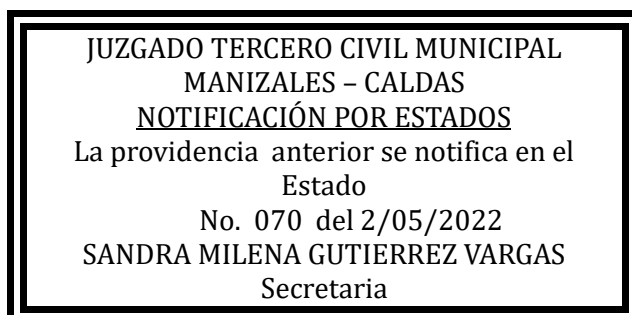 JUZGADO TERCERO CIVIL MUNICIPAL
MANIZALES – CALDAS
NOTIFICACIÓN POR ESTADOS
La providencia anterior se notifica en el
Estado
No. 070 del 2/05/2022
SANDRA MILENA GUTIERREZ VARGAS
Secretaria